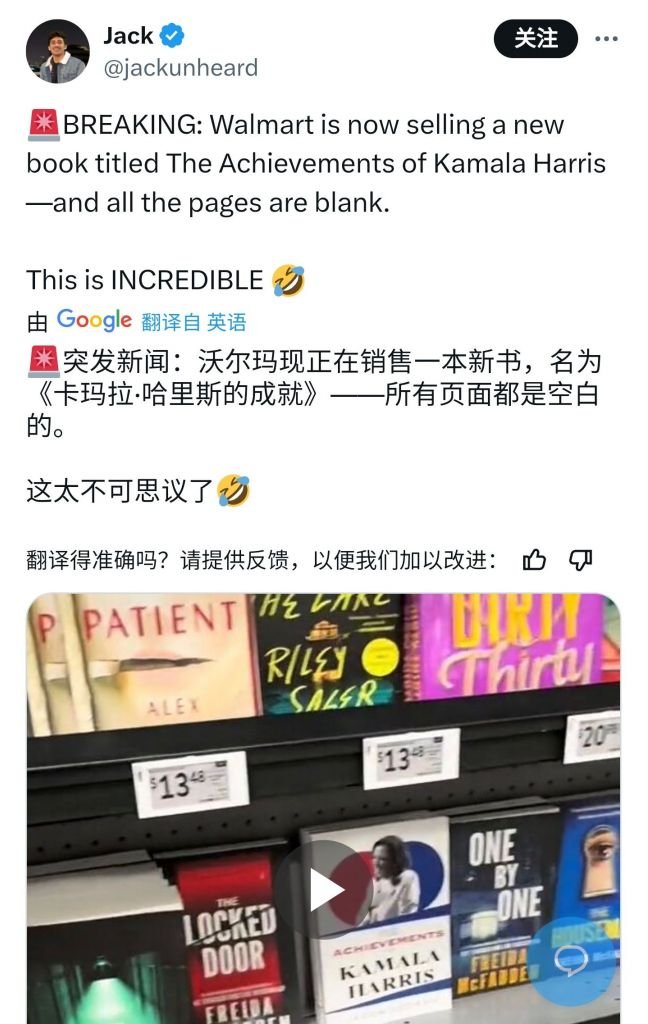 Jack
关注
@jackunheard
🚨BREAKING: Walmart is now selling a new
book titled The Achievements of Kamala Harris
—and all the pages are blank.
This is INCREDIBLE 🤣
由 Google 翻译自 英语
🚨突发新闻：沃尔玛现正在销售一本新书，名为
《卡玛拉·哈里斯的成就》——所有页面都是空白
的。
这太不可思议了🤣
翻译得准确吗？请提供反馈，以便我们加以改进：
P PATIENT
ALEX
THE LAKE
RILEY
SAGER
DIRTY
Thirty
$13.48
$13.48
$20
THE
LOCKED
DOOR
FREIDA
ACHIEVEMENTS
KAMALA
HARRIS
ONE
BY
ONE
FREIDA
McFADDEN
THE